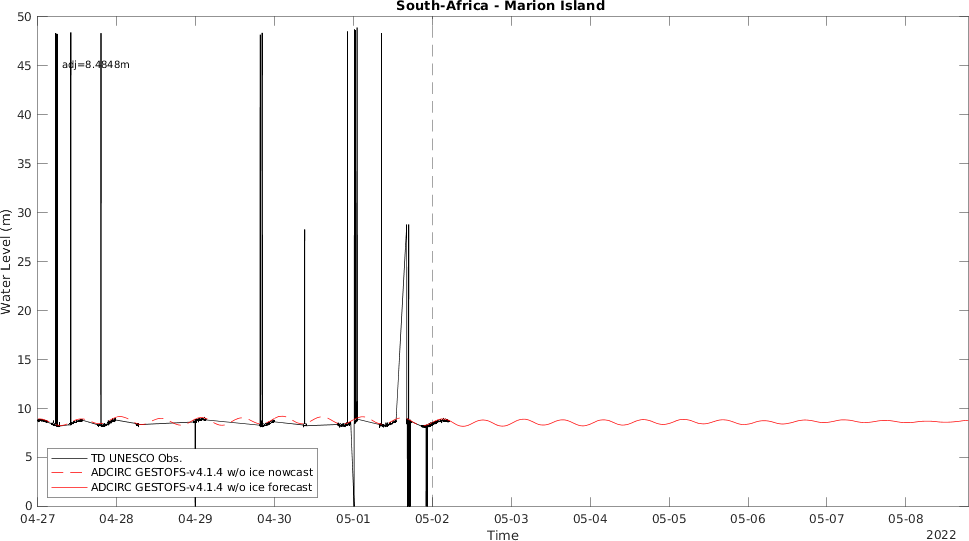 South-Africa - Marion Island
50
45
40
35
30
25
20
15
10
5
0
Water Level (m)
adj=8.4848m
TD UNESCO Obs.
ADCIRC GESTOFS-v4.1.4 w/o ice nowcast
ADCIRC GESTOFS-v4.1.4 w/o ice forecast
04-27 04-28 04-29 04-30 05-01 05-02 05-03 05-04 05-05 05-06 05-07 05-08
Time
2022